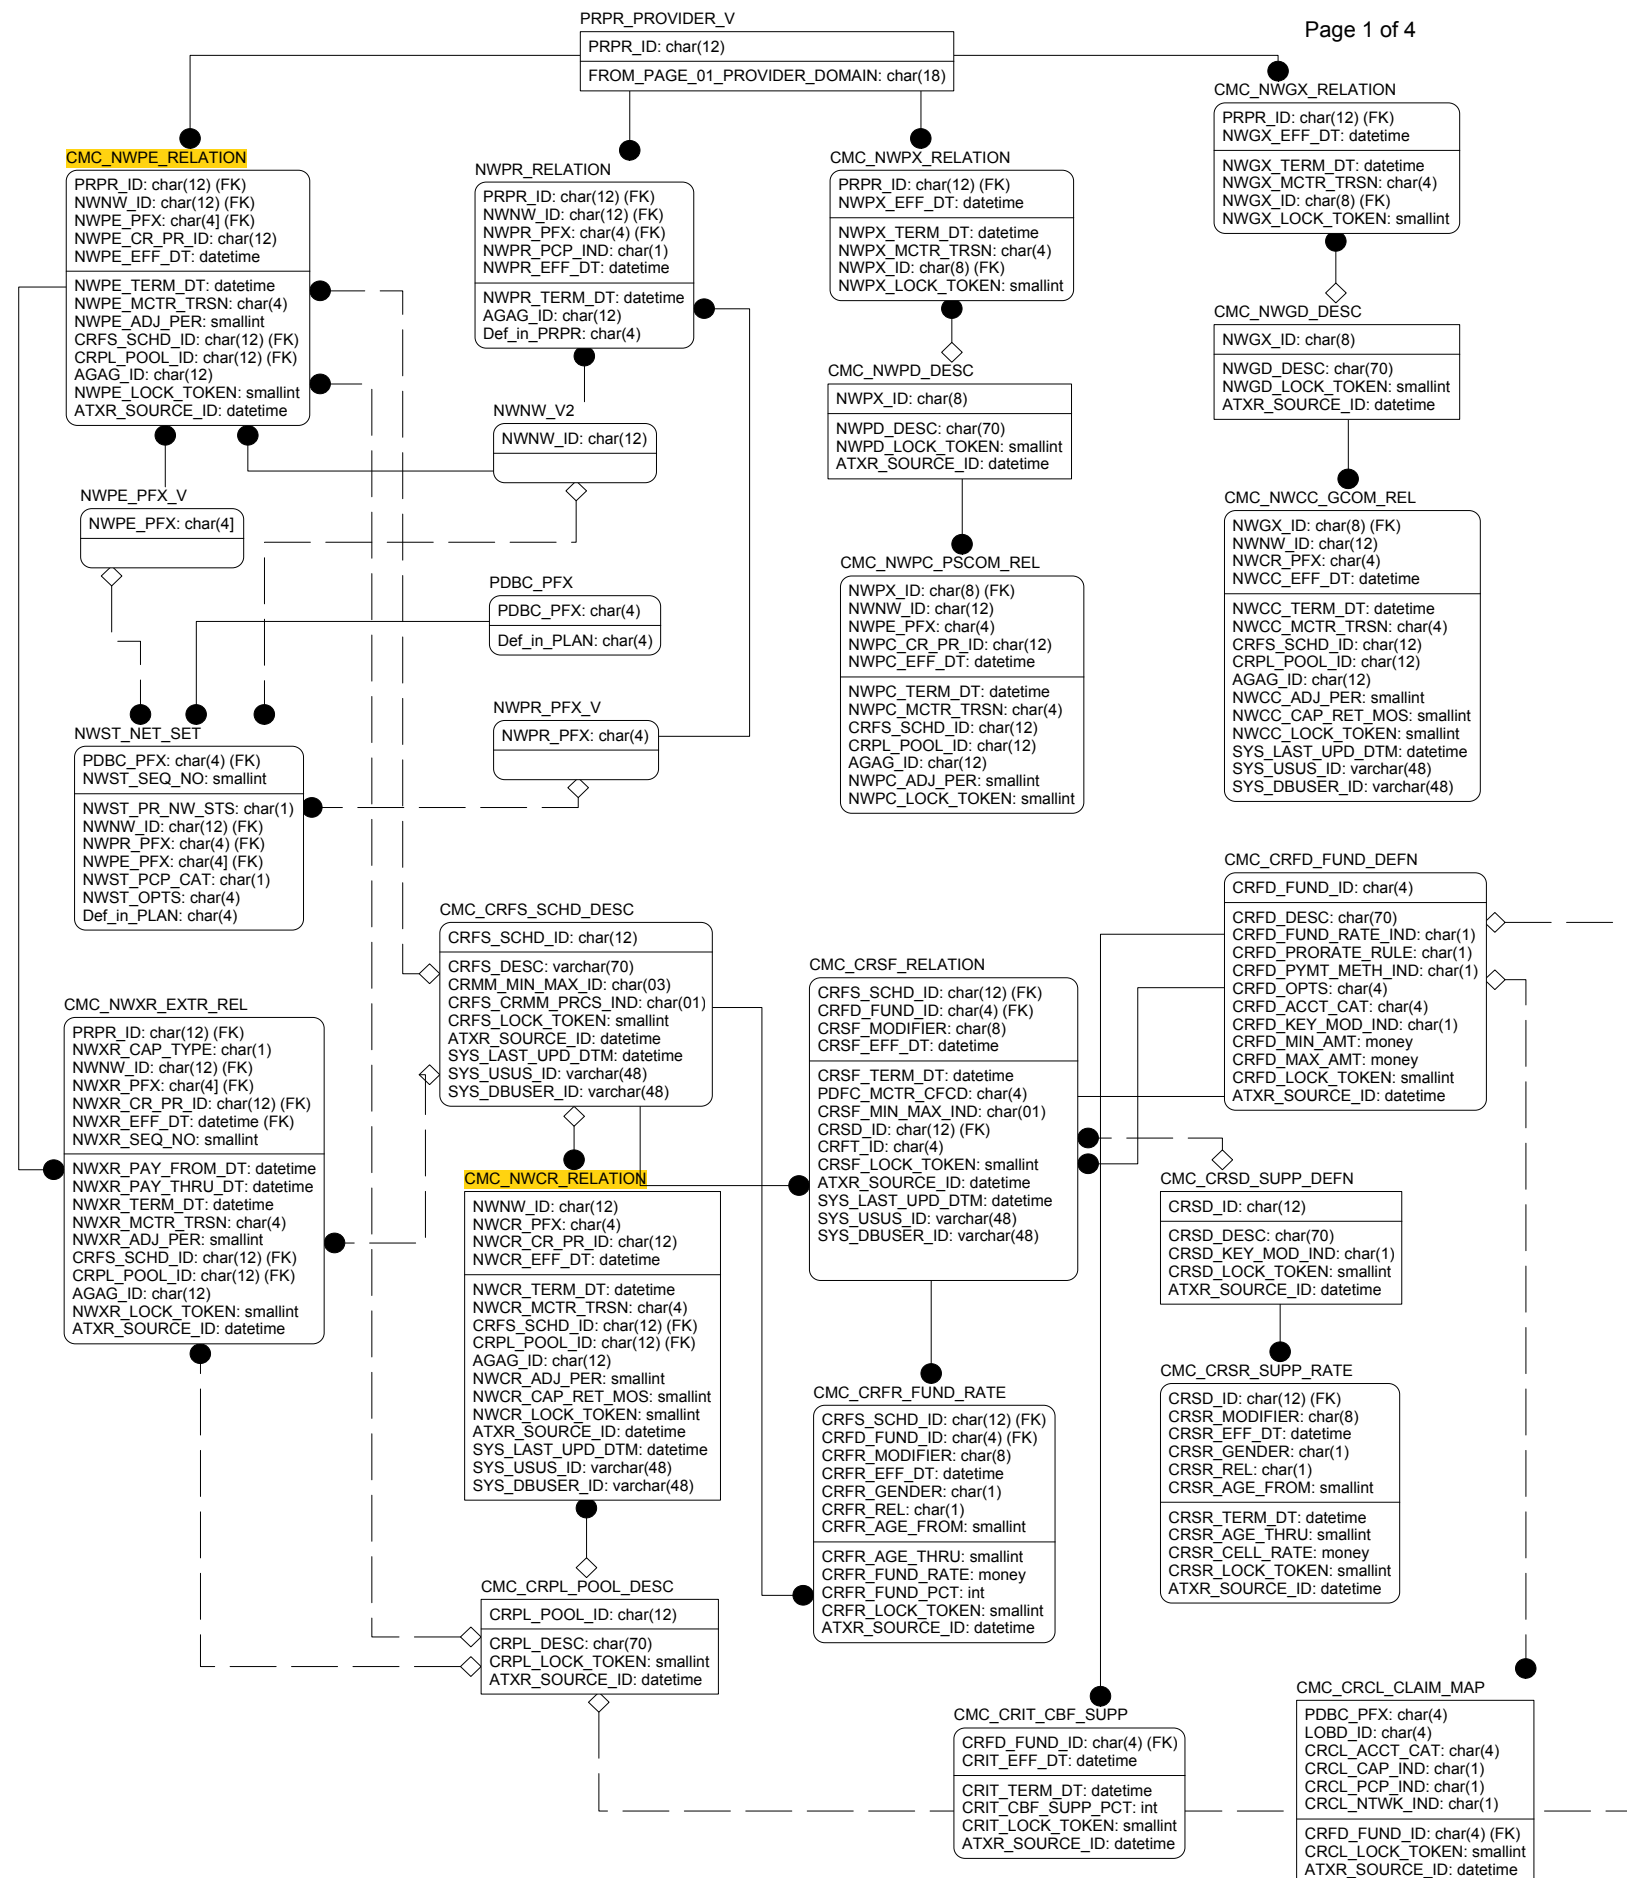 PRPR_PROVIDER_V
PRPR_ID: char(12)
FROM_PAGE_01_PROVIDER_DOMAIN: char(18)
Page 1 of 4
CMC_NWPE_RELATION
PRPR_ID: char(12) (FK)
NWNW_ID: char(12) (FK)
NWPE_PFX: char(4] (FK)
NWPE_CR_PR_ID: char(12)
NWPE_EFF_DT: datetime
NWPE_TERM_DT: datetime
NWPE_MCTR_TRSN: char(4)
NWPE_ADJ_PER: smallint
CRFS_SCHD_ID: char(12) (FK)
CRPL_POOL_ID: char(12) (FK)
AGAG_ID: char(12)
NWPE_LOCK_TOKEN: smallint
ATXR_SOURCE_ID: datetime
NWPR_RELATION
PRPR_ID: char(12) (FK)
NWNW_ID: char(12) (FK)
NWPR_PFX: char(4) (FK)
NWPR_PCP_IND: char(1)
NWPR_EFF_DT: datetime
NWPR_TERM_DT: datetime
AGAG_ID: char(12)
Def_in_PRPR: char(4)
CMC_NWPX_RELATION
PRPR_ID: char(12) (FK)
NWPX_EFF_DT: datetime
NWPX_TERM_DT: datetime
NWPX_MCTR_TRSN: char(4)
NWPX_ID: char(8) (FK)
NWPX_LOCK_TOKEN: smallint
CMC_NWGX_RELATION
PRPR_ID: char(12) (FK)
NWGX_EFF_DT: datetime
NWGX_TERM_DT: datetime
NWGX_MCTR_TRSN: char(4)
NWGX_ID: char(8) (FK)
NWGX_LOCK_TOKEN: smallint
CMC_NWGD_DESC
NWGX_ID: char(8)
NWGD_DESC: char(70)
NWGD_LOCK_TOKEN: smallint
ATXR_SOURCE_ID: datetime
CMC_NWPD_DESC
NWPX_ID: char(8)
NWPD_DESC: char(70)
NWPD_LOCK_TOKEN: smallint
ATXR_SOURCE_ID: datetime
NWNW_V2
NWNW_ID: char(12)
NWPE_PFX_V
NWPE_PFX: char(4]
PDBC_PFX
PDBC_PFX: char(4)
Def_in_PLAN: char(4)
CMC_NWPC_PSCOM_REL
NWPX_ID: char(8) (FK)
NWNW_ID: char(12)
NWPE_PFX: char(4)
NWPC_CR_PR_ID: char(12)
NWPC_EFF_DT: datetime
NWPC_TERM_DT: datetime
NWPC_MCTR_TRSN: char(4)
CRFS_SCHD_ID: char(12)
CRPL_POOL_ID: char(12)
AGAG_ID: char(12)
NWPC_ADJ_PER: smallint
NWPC_LOCK_TOKEN: smallint
CMC_NWCC_GCOM_REL
NWGX_ID: char(8) (FK)
NWNW_ID: char(12)
NWCR_PFX: char(4)
NWCC_EFF_DT: datetime
NWCC_TERM_DT: datetime
NWCC_MCTR_TRSN: char(4)
CRFS_SCHD_ID: char(12)
CRPL_POOL_ID: char(12)
AGAG_ID: char(12)
NWCC_ADJ_PER: smallint
NWCC_CAP_RET_MOS: smallint
NWCC_LOCK_TOKEN: smallint
SYS_LAST_UPD_DTM: datetime
SYS_USUS_ID: varchar(48)
SYS_DBUSER_ID: varchar(48)
NWPR_PFX_V
NWPR_PFX: char(4)
NWST_NET_SET
PDBC_PFX: char(4) (FK)
NWST_SEQ_NO: smallint
NWST_PR_NW_STS: char(1)
NWNW_ID: char(12) (FK)
NWPR_PFX: char(4) (FK)
NWPE_PFX: char(4] (FK)
NWST_PCP_CAT: char(1)
NWST_OPTS: char(4)
Def_in_PLAN: char(4)
CMC_CRFD_FUND_DEFN
CRFD_FUND_ID: char(4)
CRFD_DESC: char(70)
CRFD_FUND_RATE_IND: char(1)
CRFD_PRORATE_RULE: char(1)
CRFD_PYMT_METH_IND: char(1)
CRFD_OPTS: char(4)
CRFD_ACCT_CAT: char(4)
CRFD_KEY_MOD_IND: char(1)
CRFD_MIN_AMT: money
CRFD_MAX_AMT: money
CRFD_LOCK_TOKEN: smallint
ATXR_SOURCE_ID: datetime
CMC_CRFS_SCHD_DESC
CRFS_SCHD_ID: char(12)
CRFS_DESC: varchar(70)
CRMM_MIN_MAX_ID: char(03)
CRFS_CRMM_PRCS_IND: char(01)
CRFS_LOCK_TOKEN: smallint
ATXR_SOURCE_ID: datetime
SYS_LAST_UPD_DTM: datetime
SYS_USUS_ID: varchar(48)
SYS_DBUSER_ID: varchar(48)
CMC_CRSF_RELATION
CRFS_SCHD_ID: char(12) (FK)
CRFD_FUND_ID: char(4) (FK)
CRSF_MODIFIER: char(8)
CRSF_EFF_DT: datetime
CRSF_TERM_DT: datetime
PDFC_MCTR_CFCD: char(4)
CRSF_MIN_MAX_IND: char(01)
CRSD_ID: char(12) (FK)
CRFT_ID: char(4)
CRSF_LOCK_TOKEN: smallint
ATXR_SOURCE_ID: datetime
SYS_LAST_UPD_DTM: datetime
SYS_USUS_ID: varchar(48)
SYS_DBUSER_ID: varchar(48)
CMC_NWXR_EXTR_REL
PRPR_ID: char(12) (FK)
NWXR_CAP_TYPE: char(1)
NWNW_ID: char(12) (FK)
NWXR_PFX: char(4] (FK)
NWXR_CR_PR_ID: char(12) (FK)
NWXR_EFF_DT: datetime (FK)
NWXR_SEQ_NO: smallint
NWXR_PAY_FROM_DT: datetime
NWXR_PAY_THRU_DT: datetime
NWXR_TERM_DT: datetime
NWXR_MCTR_TRSN: char(4)
NWXR_ADJ_PER: smallint
CRFS_SCHD_ID: char(12) (FK)
CRPL_POOL_ID: char(12) (FK)
AGAG_ID: char(12)
NWXR_LOCK_TOKEN: smallint
ATXR_SOURCE_ID: datetime
CMC_NWCR_RELATION
NWNW_ID: char(12)
NWCR_PFX: char(4)
NWCR_CR_PR_ID: char(12)
NWCR_EFF_DT: datetime
NWCR_TERM_DT: datetime
NWCR_MCTR_TRSN: char(4)
CRFS_SCHD_ID: char(12) (FK)
CRPL_POOL_ID: char(12) (FK)
AGAG_ID: char(12)
NWCR_ADJ_PER: smallint
NWCR_CAP_RET_MOS: smallint
NWCR_LOCK_TOKEN: smallint
ATXR_SOURCE_ID: datetime
SYS_LAST_UPD_DTM: datetime
SYS_USUS_ID: varchar(48)
SYS_DBUSER_ID: varchar(48)
CMC_CRSD_SUPP_DEFN
CRSD_ID: char(12)
CRSD_DESC: char(70)
CRSD_KEY_MOD_IND: char(1)
CRSD_LOCK_TOKEN: smallint
ATXR_SOURCE_ID: datetime
CMC_CRSR_SUPP_RATE
CRSD_ID: char(12) (FK)
CRSR_MODIFIER: char(8)
CRSR_EFF_DT: datetime
CRSR_GENDER: char(1)
CRSR_REL: char(1)
CRSR_AGE_FROM: smallint
CRSR_TERM_DT: datetime
CRSR_AGE_THRU: smallint
CRSR_CELL_RATE: money
CRSR_LOCK_TOKEN: smallint
ATXR_SOURCE_ID: datetime
CMC_CRFR_FUND_RATE
CRFS_SCHD_ID: char(12) (FK)
CRFD_FUND_ID: char(4) (FK)
CRFR_MODIFIER: char(8)
CRFR_EFF_DT: datetime
CRFR_GENDER: char(1)
CRFR_REL: char(1)
CRFR_AGE_FROM: smallint
CRFR_AGE_THRU: smallint
CRFR_FUND_RATE: money
CRFR_FUND_PCT: int
CRFR_LOCK_TOKEN: smallint
ATXR_SOURCE_ID: datetime
CMC_CRPL_POOL_DESC
CRPL_POOL_ID: char(12)
CRPL_DESC: char(70)
CRPL_LOCK_TOKEN: smallint
ATXR_SOURCE_ID: datetime
CMC_CRIT_CBF_SUPP
CRFD_FUND_ID: char(4) (FK)
CRIT_EFF_DT: datetime
CRIT_TERM_DT: datetime
CRIT_CBF_SUPP_PCT: int
CRIT_LOCK_TOKEN: smallint
ATXR_SOURCE_ID: datetime
CMC_CRCL_CLAIM_MAP
PDBC_PFX: char(4)
LOBD_ID: char(4)
CRCL_ACCT_CAT: char(4)
CRCL_CAP_IND: char(1)
CRCL_PCP_IND: char(1)
CRCL_NTWK_IND: char(1)
CRFD_FUND_ID: char(4) (FK)
CRCL_LOCK_TOKEN: smallint
ATXR_SOURCE_ID: datetime